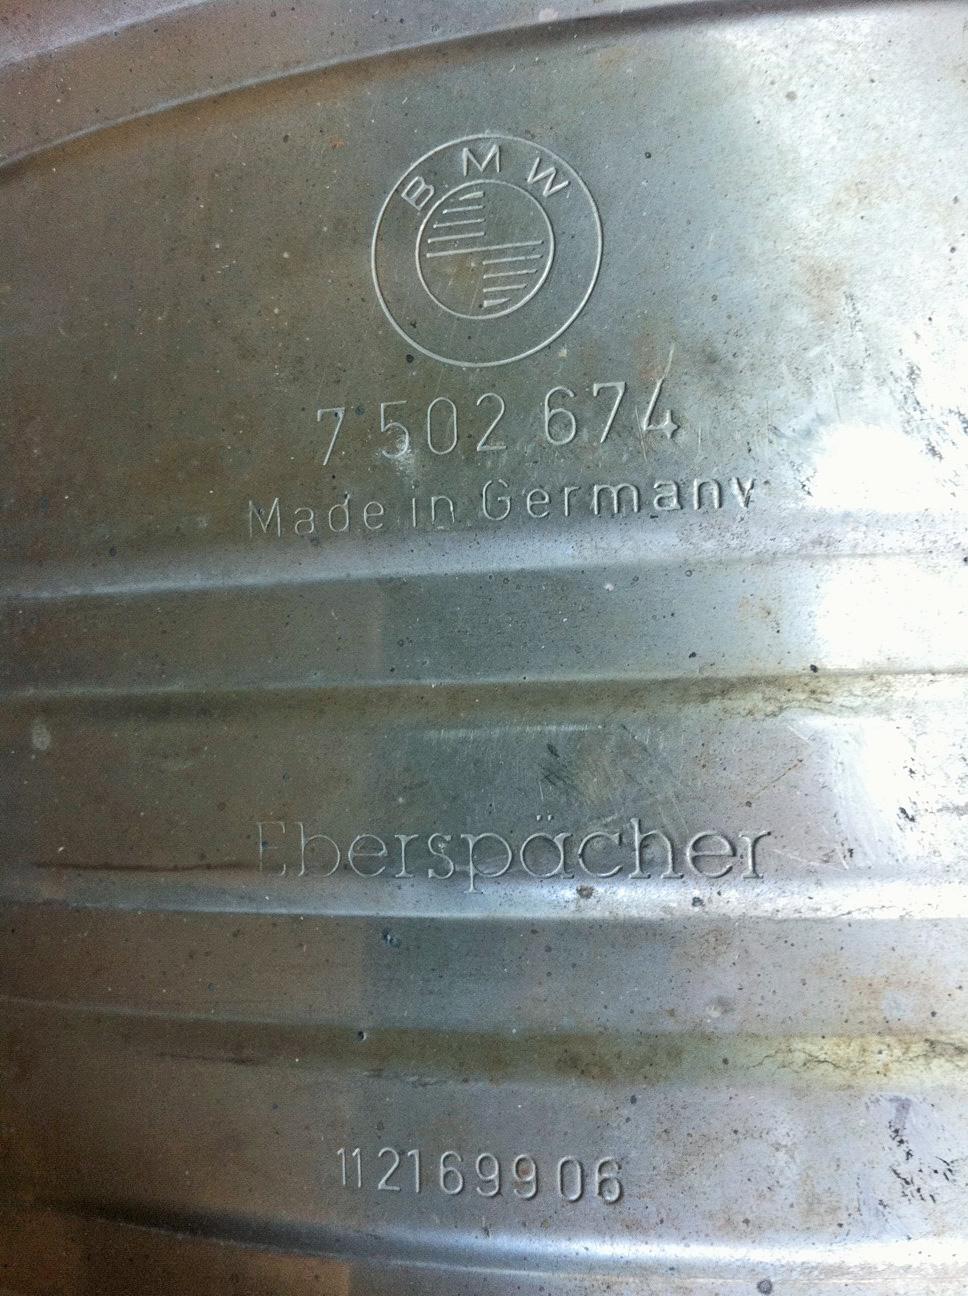 BMW
7 502 674
Made in Germany
Eberspächer
112169906